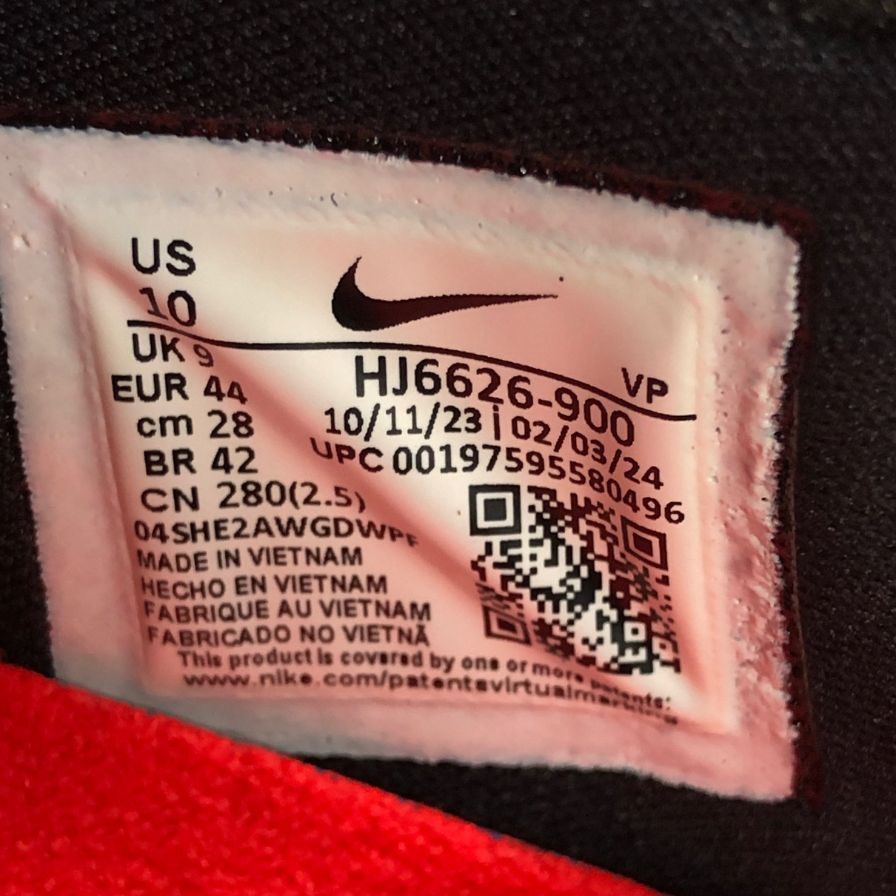 US
10
UK 9
EUR 44
cm 28
BR 42
CN 280(2.5)
04SHE2AWGDWPF
MADE IN VIETNAM
HECHO EN VIETNAM
FABRIQUE AU VIETNAM
FABRICADO NO VIETNÃ
VP
HJ6626-900
10/11/23 | 02/03/24
UPC 00197595580496
This product is covered by one or more patents:
www.nike.com/patentsvirtualmarking